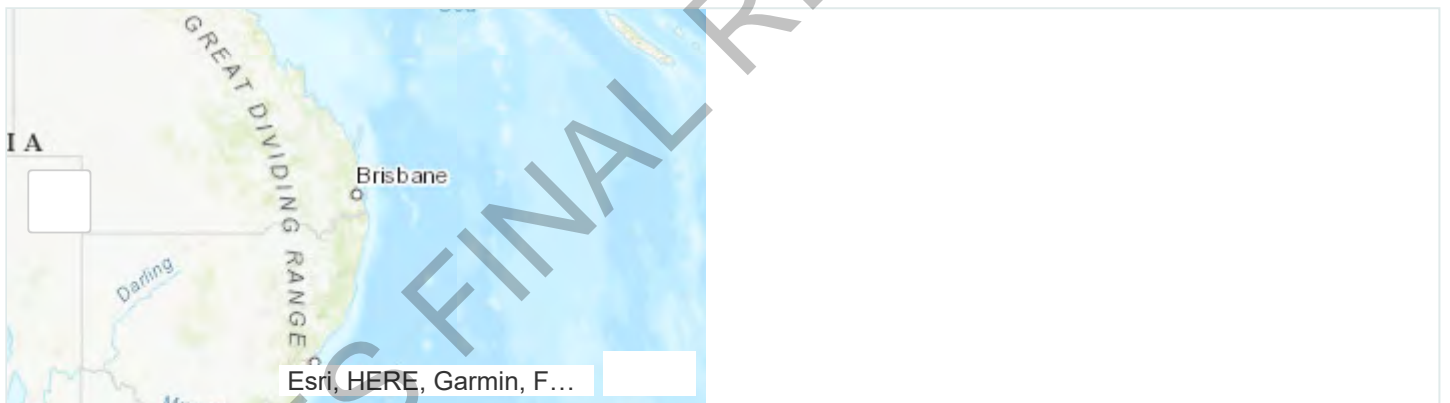 GREAT DIVIDING RANGE
I A
Brisbane
Darling
Esri, HERE, Garmin, F...
S FINAL R